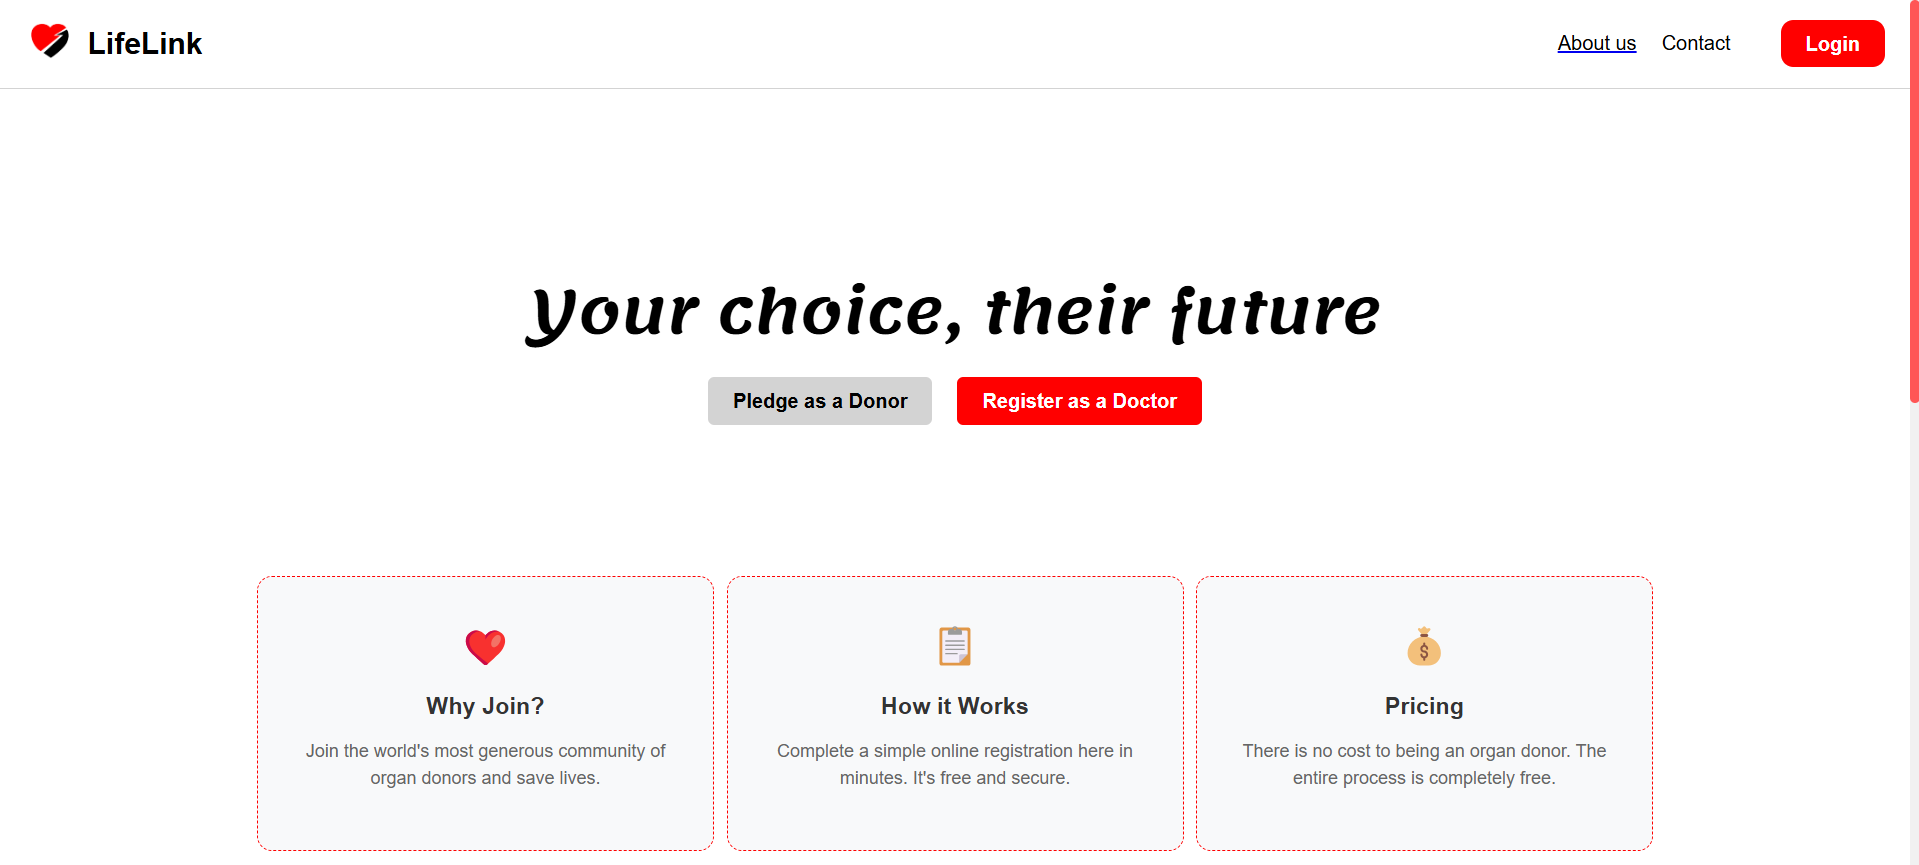 LifeLink
About us
Contact
Login
Your choice, their future
Pledge as a Donor
Register as a Doctor
Why Join?
Join the world's most generous community of
organ donors and save lives.
How it Works
Complete a simple online registration here in
minutes. It's free and secure.
$
Pricing
There is no cost to being an organ donor. The
entire process is completely free.